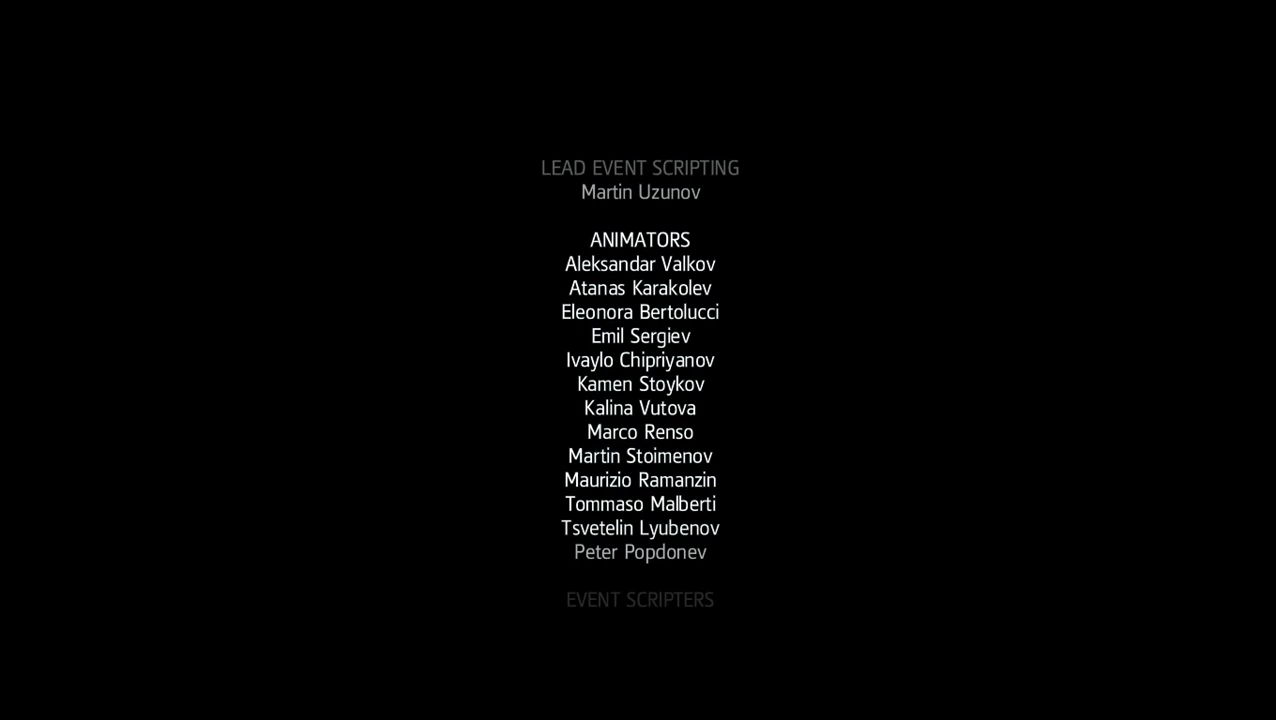 LEAD EVENT SCRIPTING
Martin Uzunov
ANIMATORS
Aleksandar Valkov
Atanas Karakolev
Eleonora Bertolucci
Emil Sergiev
Ivaylo Chipriyanov
Kamen Stoykov
Kalina Vutova
Marco Renso
Martin Stoimenov
Maurizio Ramanzin
Tommaso Malberti
Tsvetelin Lyubenov
Peter Popdonev
EVENT SCRIPTERS